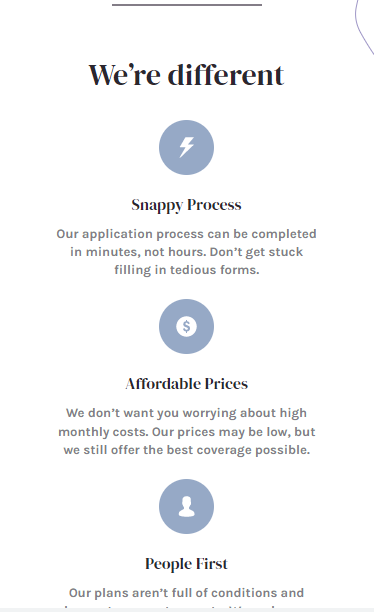 We’re different
Snappy Process
Our application process can be completed
in minutes, not hours. Don’t get stuck
filling in tedious forms.
$
Affordable Prices
We don’t want you worrying about high
monthly costs. Our prices may be low, but
we still offer the best coverage possible.
People First
Our plans aren’t full of conditions and